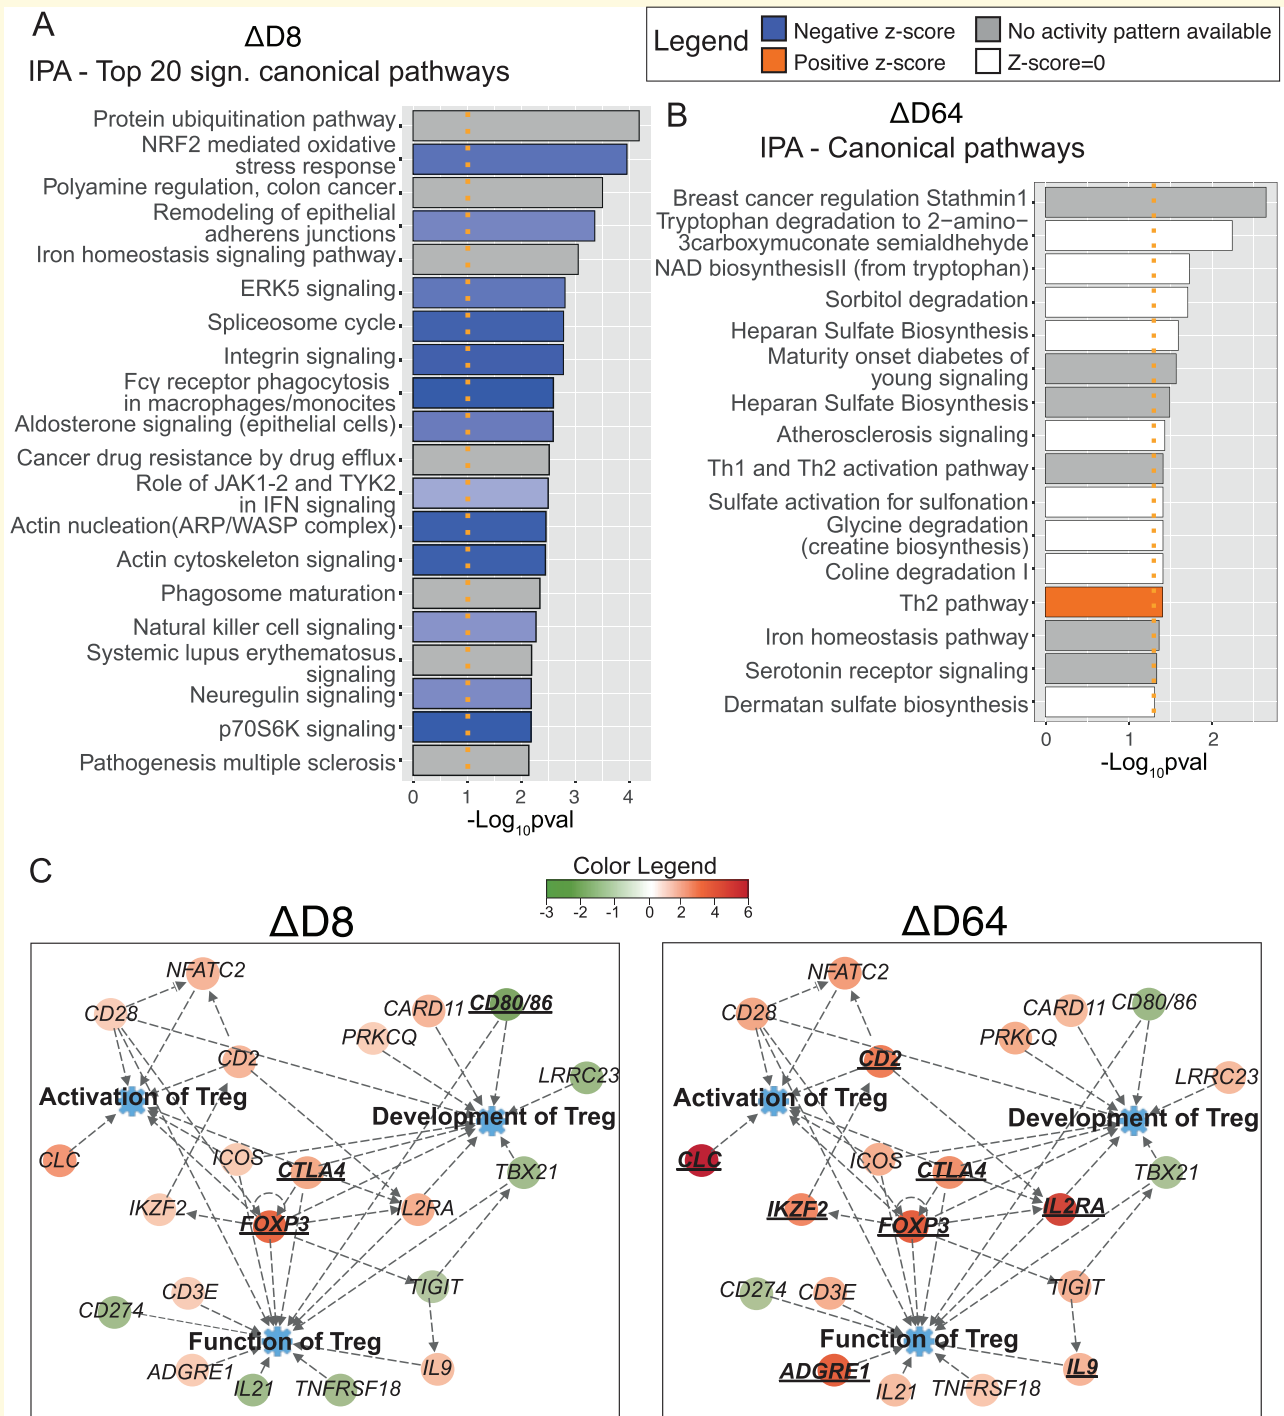 A
ΔD8
IPA - Top 20 sign. canonical pathways
Legend
Negative z-score
No activity pattern available
Positive z-score
Z-score=0
Protein ubiquitination pathway
NRF2 mediated oxidative
stress response
Polyamine regulation, colon cancer
Remodeling of epithelial
adherens junctions
Iron homeostasis signaling pathway
ERK5 signaling
Spliceosome cycle
Integrin signaling
Fcγ receptor phagocytosis
in macrophages/monocites
Aldosterone signaling (epithelial cells)
Cancer drug resistance by drug efflux
Role of JAK1-2 and TYK2
in IFN signaling
Actin nucleation(ARP/WASP complex)
Actin cytoskeleton signaling
Phagosome maturation
Natural killer cell signaling
Systemic lupus erythematosus
signaling
Neuregulin signaling
p70S6K signaling
Pathogenesis multiple sclerosis
0 1 2 3 4
-Log10pval
B
ΔD64
IPA - Canonical pathways
Breast cancer regulation Stathmin1
Tryptophan degradation to 2−amino−
3carboxymuconate semialdhehyde
NAD biosynthesisII (from tryptophan)
Sorbitol degradation
Heparan Sulfate Biosynthesis
Maturity onset diabetes of
young signaling
Heparan Sulfate Biosynthesis
Atherosclerosis signaling
Th1 and Th2 activation pathway
Sulfate activation for sulfonation
Glycine degradation
(creatine biosynthesis)
Coline degradation I
Th2 pathway
Iron homeostasis pathway
Serotonin receptor signaling
Dermatan sulfate biosynthesis
0 1 2
-Log10pval
C
Color Legend
-3 -2 -1 0 2 4 6
ΔD8
NFATC2
CD28
CARD11
CD80/86
PRKCQ
CD2
LRRC23
Activation of Treg
Development of Treg
CLC
ICOS
CTLA4
TBX21
IKZF2
FOXP3
IL2RA
CD274
CD3E
TIGIT
Function of Treg
ADGRE1
IL21
TNFRSF18
IL9
ΔD64
NFATC2
CD28
CARD11
CD80/86
PRKCQ
CD2
LRRC23
Activation of Treg
Development of Treg
CLC
ICOS
CTLA4
TBX21
IKZF2
FOXP3
IL2RA
CD274
CD3E
TIGIT
Function of Treg
ADGRE1
IL21
TNFRSF18
IL9